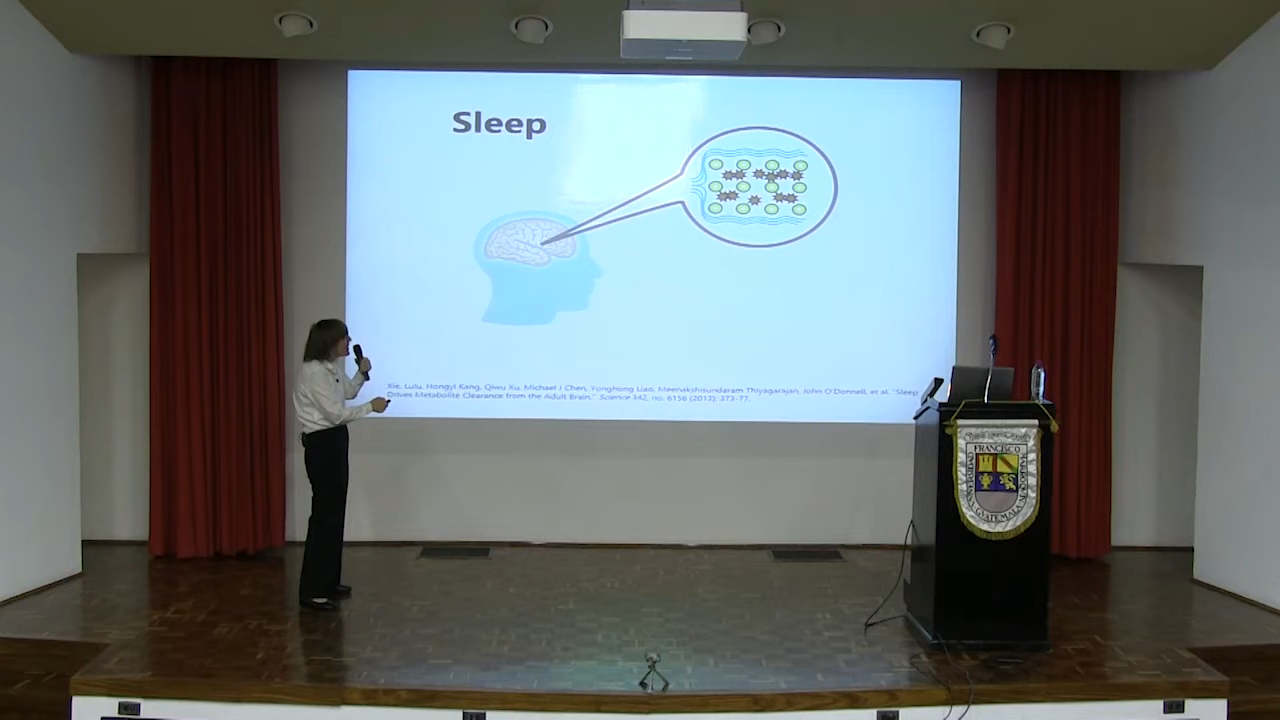 Sleep
Xie, Lulu, Hongyi Kang, Qiwu Xu, Michael J Chen, Yonghong Liao, Meenakshisundaram Thiyagarajan, John O'Donnell, et al. "Sleep
Drives Metabolite Clearance from the Adult Brain." Science 342, no. 6156 (2013): 373-77.
FRANCISCO
GUATEMALA